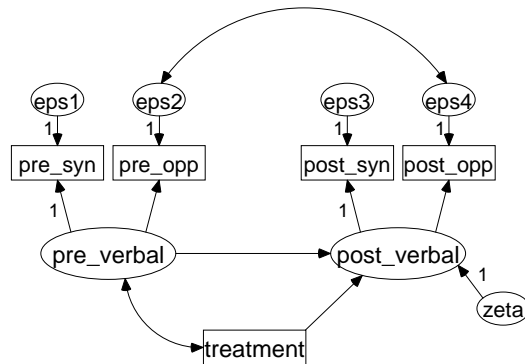 eps1 eps2 eps3 eps4
1 1 1 1
pre_syn pre_opp post_syn post_opp
1 1
pre_verbal post_verbal
1
zeta
treatment